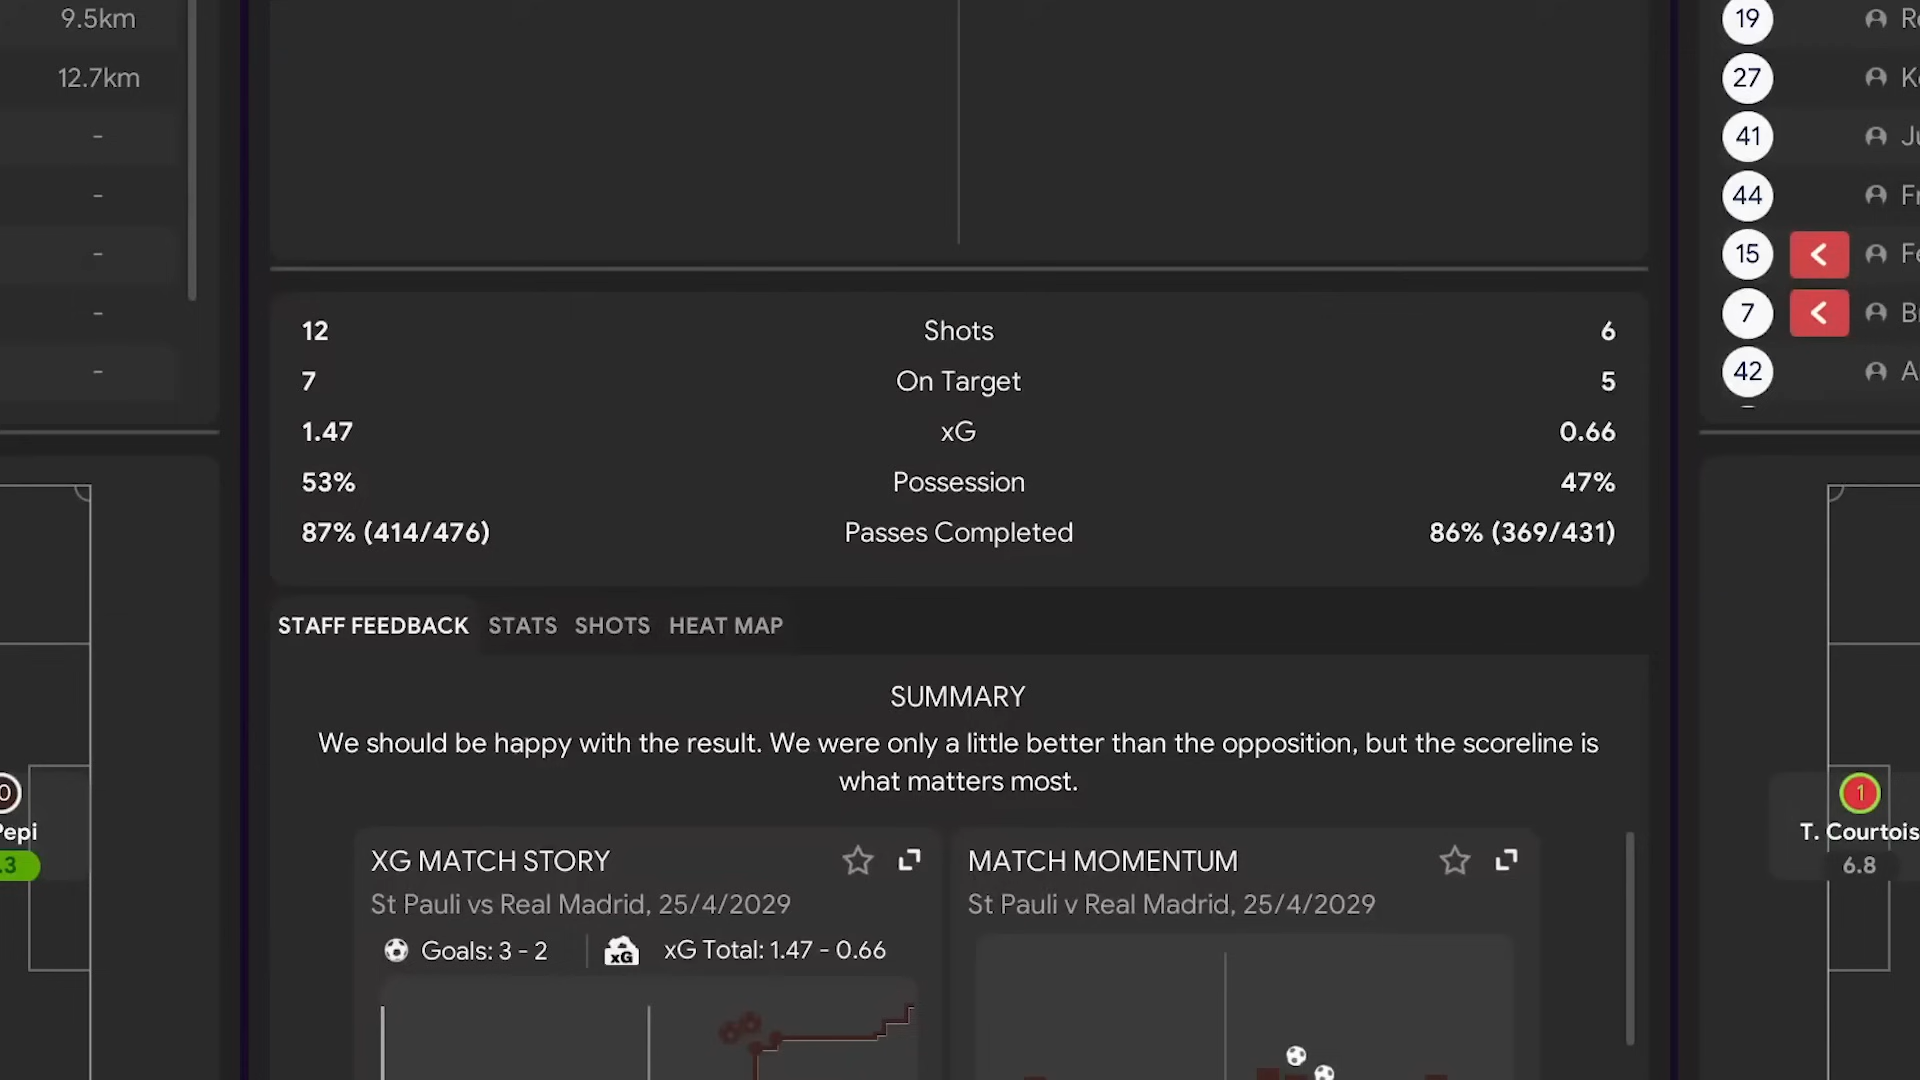 9.5km
12.7km
-
-
-
-
-
12 Shots 6
7 On Target 5
1.47 xG 0.66
53% Possession 47%
87% (414/476) Passes Completed 86% (369/431)
STAFF FEEDBACK STATS SHOTS HEAT MAP
SUMMARY
We should be happy with the result. We were only a little better than the opposition, but the scoreline is
what matters most.
XG MATCH STORY
St Pauli vs Real Madrid, 25/4/2029
Goals: 3 - 2
xG xG Total: 1.47 - 0.66
MATCH MOMENTUM
St Pauli v Real Madrid, 25/4/2029
19
27
41
44
15
7
42
Pepi
.3
1
T. Courtois
6.8